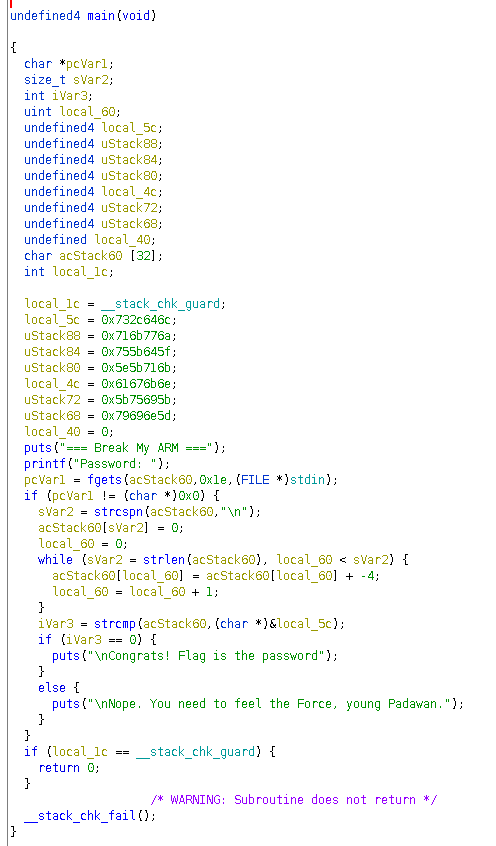 undefined4 main(void)
{
char *pcVar1;
size_t sVar2;
int iVar3;
uint local_60;
undefined4 local_5c;
undefined4 uStack88;
undefined4 uStack84;
undefined4 uStack80;
undefined4 local_4c;
undefined4 uStack72;
undefined4 uStack68;
undefined local_40;
char acStack60 [32];
int local_1c;
local_1c = __stack_chk_guard;
local_5c = 0x732c646c;
uStack88 = 0x716b776a;
uStack84 = 0x755b645f;
uStack80 = 0x5e5b716b;
local_4c = 0x61676b6e;
uStack72 = 0x5b75695b;
uStack68 = 0x79696e5d;
local_40 = 0;
puts("=== Break My ARM ===");
printf("Password: ");
pcVar1 = fgets(acStack60,0x1e,(FILE *)stdin);
if (pcVar1 != (char *)0x0) {
sVar2 = strcspn(acStack60,"\n");
acStack60[sVar2] = 0;
local_60 = 0;
while (sVar2 = strlen(acStack60), local_60 < sVar2) {
acStack60[local_60] = acStack60[local_60] + -4;
local_60 = local_60 + 1;
}
iVar3 = strcmp(acStack60,(char *)&local_5c);
if (iVar3 == 0) {
puts("\nCongrats! Flag is the password");
}
else {
puts("\nNope. You need to feel the Force, young Padawan.");
}
}
if (local_1c == __stack_chk_guard) {
return 0;
}
/* WARNING: Subroutine does not return */
__stack_chk_fail();
}